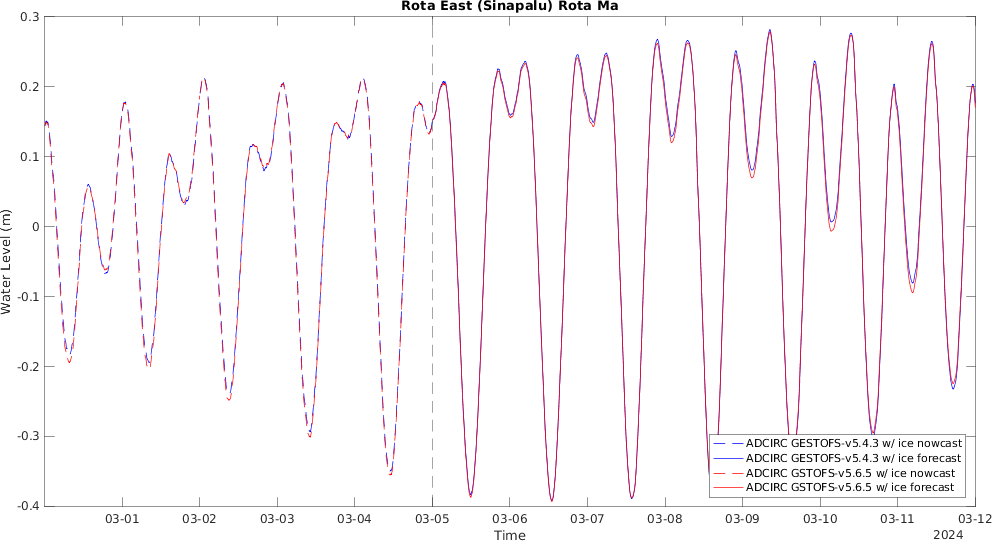 Rota East (Sinapalu) Rota Ma
0.3
0.2
0.1
0
-0.1
-0.2
-0.3
-0.4
Water Level (m)
ADCIRC GESTOFS-v5.4.3 w/ ice nowcast
ADCIRC GESTOFS-v5.4.3 w/ ice forecast
ADCIRC GSTOFS-v5.6.5 w/ ice nowcast
ADCIRC GSTOFS-v5.6.5 w/ ice forecast
03-01 03-02 03-03 03-04 03-05 03-06 03-07 03-08 03-09 03-10 03-11 03-12
Time
2024